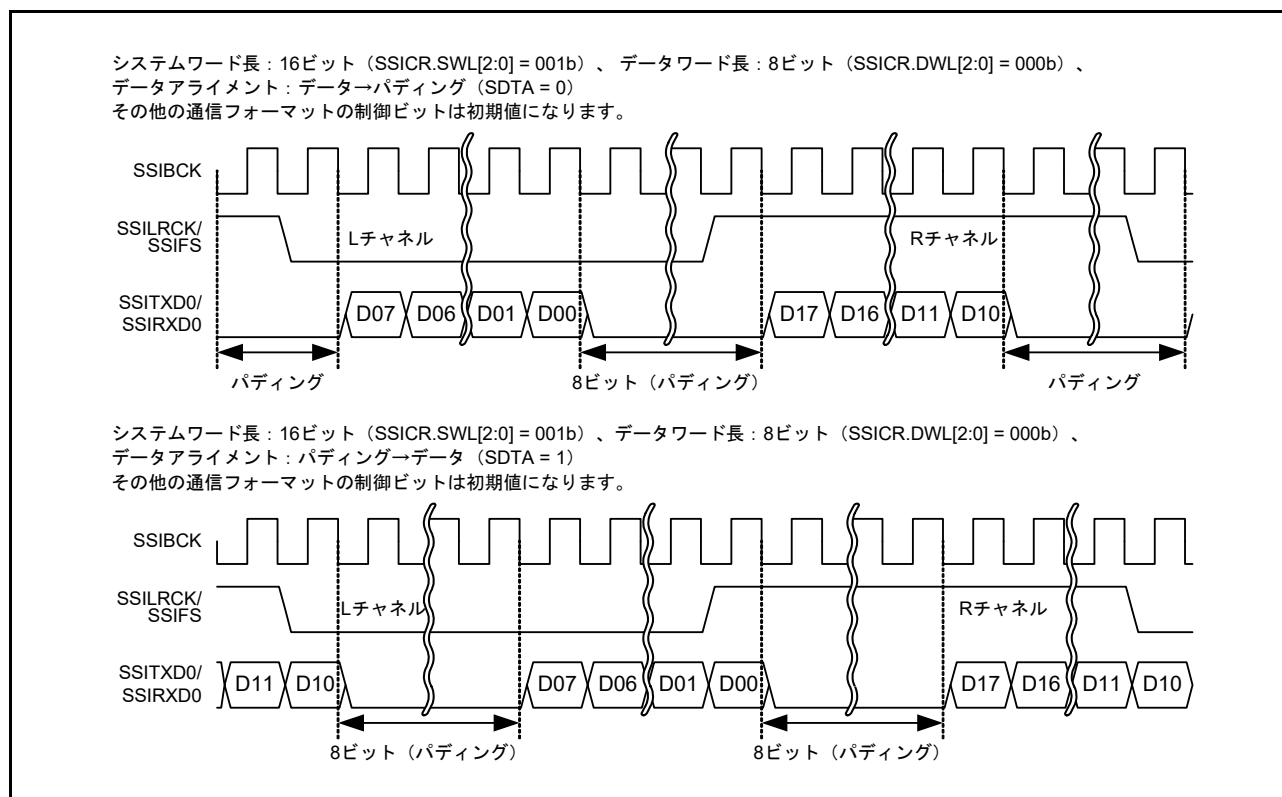 システムワード長：16ビット（SSICR.SWL[2:0] = 001b）、 データワード長：8ビット（SSICR.DWL[2:0] = 000b）、
データアライメント：データ→パディング（SDTA = 0）
その他の通信フォーマットの制御ビットは初期値になります。
SSIBCK
SSILRCK/
SSIFS
Lチャネル
Rチャネル
SSITXD0/
SSIRXD0
D07 D06 D01 D00 D17 D16 D11 D10
パディング 8ビット（パディング） パディング
システムワード長：16ビット（SSICR.SWL[2:0] = 001b）、データワード長：8ビット（SSICR.DWL[2:0] = 000b）、
データアライメント：パディング→データ（SDTA = 1）
その他の通信フォーマットの制御ビットは初期値になります。
SSIBCK
SSILRCK/
SSIFS
Lチャネル
Rチャネル
SSITXD0/
SSIRXD0
D11 D10 D07 D06 D01 D00 D17 D16 D11 D10
8ビット（パディング） 8ビット（パディング）